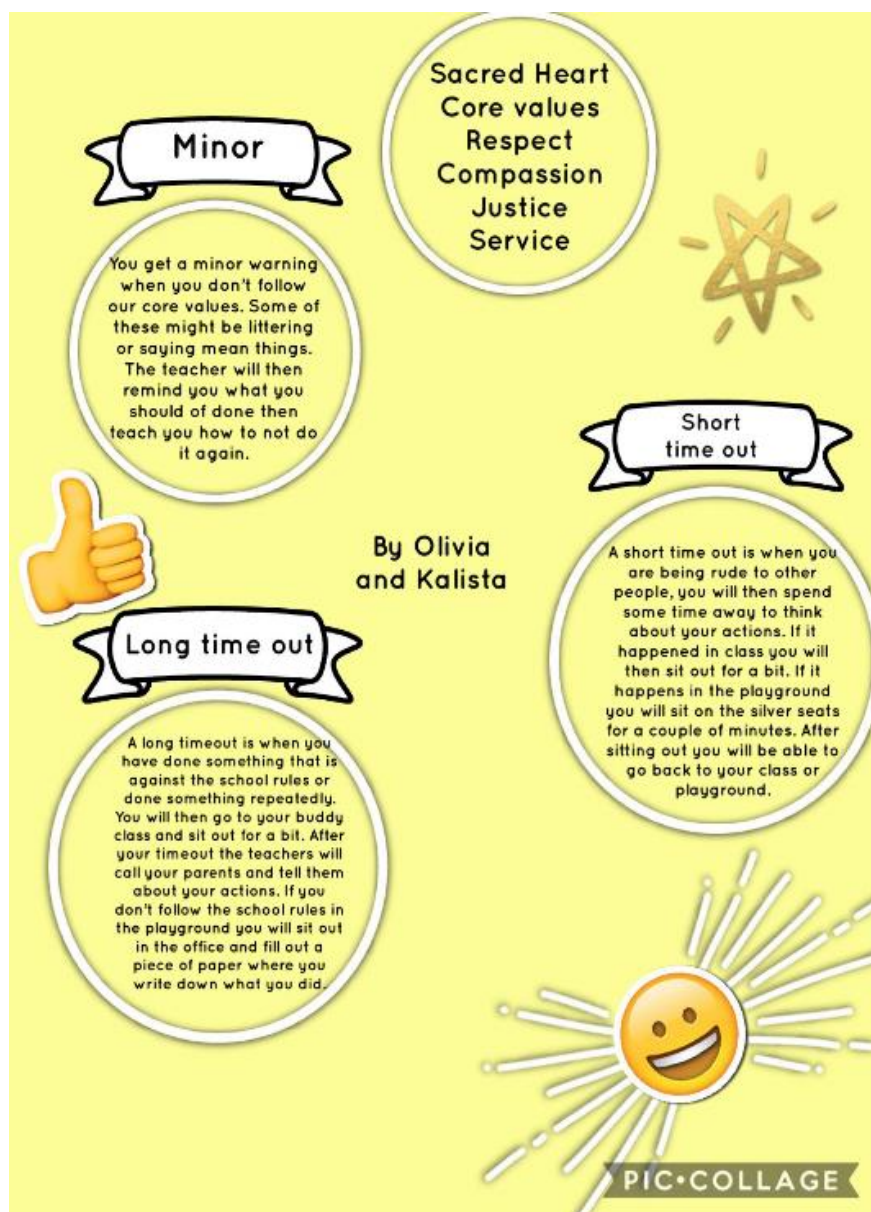 Sacred Heart
Core values
Respect
Compassion
Justice
Service
Minor
You get a minor warning
when you don't follow
our core values. Some of
these might be littering
or saying mean things.
The teacher will then
remind you what you
should of done then
teach you how to not do
it again.
Short
time out
A short time out is when you
are being rude to other
people, you will then spend
some time away to think
about your actions. If it
happened in class you will
then sit out for a bit. If it
happens in the playground
you will sit on the silver seats
for a couple of minutes. After
sitting out you will be able to
go back to your class or
playground.
By Olivia
and Kalista
Long time out
A long timeout is when you
have done something that is
against the school rules or
done something repeatedly.
You will then go to your buddy
class and sit out for a bit. After
your timeout the teachers will
call your parents and tell them
about your actions. If you
don't follow the school rules in
the playground you will sit out
in the office and fill out a
piece of paper where you
write down what you did.
PIC•COLLAGE